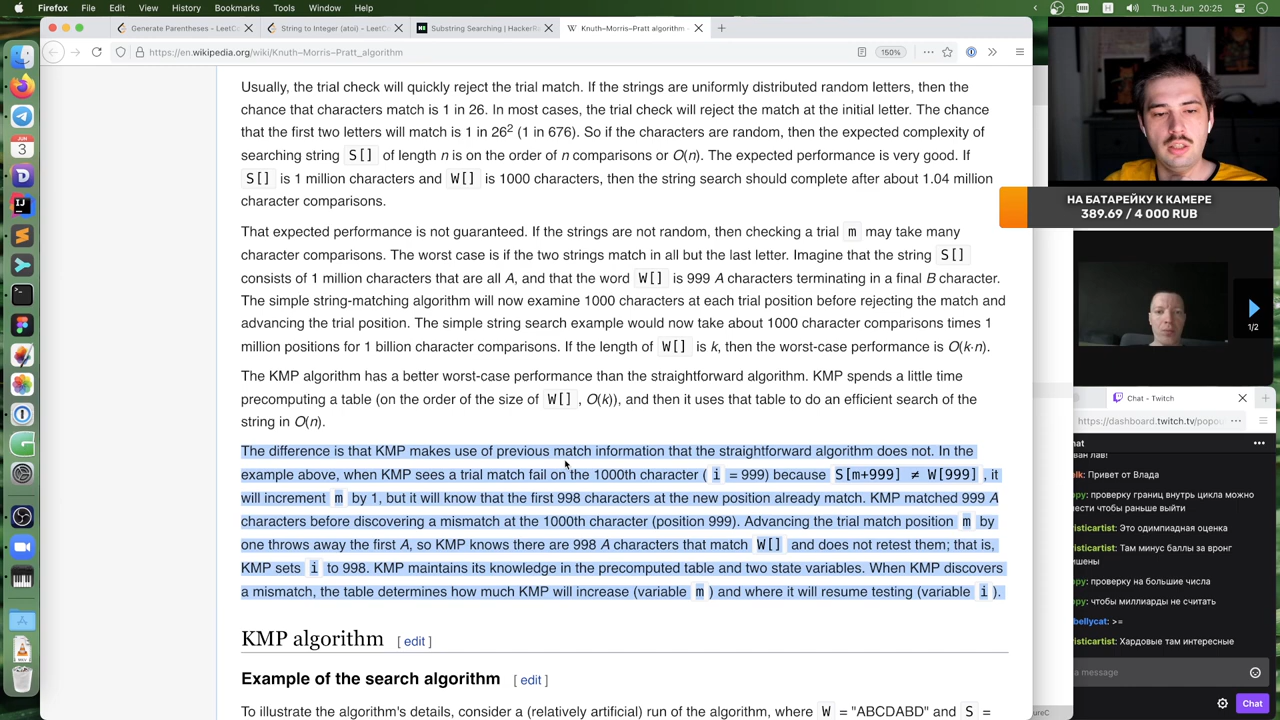 Firefox File Edit View History Bookmarks Tools Window Help
Generate Parentheses - LeetC
String to Integer (atoi) - LeetCo
Substring Searching | HackerRa
Knuth–Morris–Pratt algorithm -
https://en.wikipedia.org/wiki/Knuth–Morris–Pratt_algorithm
150%
Usually, the trial check will quickly reject the trial match. If the strings are uniformly distributed random letters, then the
chance that characters match is 1 in 26. In most cases, the trial check will reject the match at the initial letter. The chance
that the first two letters will match is 1 in 26² (1 in 676). So if the characters are random, then the expected complexity of
searching string S[] of length n is on the order of n comparisons or O(n). The expected performance is very good. If
S[] is 1 million characters and W[] is 1000 characters, then the string search should complete after about 1.04 million
character comparisons.
That expected performance is not guaranteed. If the strings are not random, then checking a trial m may take many
character comparisons. The worst case is if the two strings match in all but the last letter. Imagine that the string S[]
consists of 1 million characters that are all A, and that the word W[] is 999 A characters terminating in a final B character.
The simple string-matching algorithm will now examine 1000 characters at each trial position before rejecting the match and
advancing the trial position. The simple string search example would now take about 1000 character comparisons times 1
million positions for 1 billion character comparisons. If the length of W[] is k, then the worst-case performance is O(k·n).
The KMP algorithm has a better worst-case performance than the straightforward algorithm. KMP spends a little time
precomputing a table (on the order of the size of W[] , O(k)), and then it uses that table to do an efficient search of the
string in O(n).
The difference is that KMP makes use of previous match information that the straightforward algorithm does not. In the
example above, when KMP sees a trial match fail on the 1000th character ( i = 999) because S[m+999] ≠ W[999] , it
will increment m by 1, but it will know that the first 998 characters at the new position already match. KMP matched 999 A
characters before discovering a mismatch at the 1000th character (position 999). Advancing the trial match position m by
one throws away the first A, so KMP knows there are 998 A characters that match W[] and does not retest them; that is,
KMP sets i to 998. KMP maintains its knowledge in the precomputed table and two state variables. When KMP discovers
a mismatch, the table determines how much KMP will increase (variable m ) and where it will resume testing (variable i ).
KMP algorithm [ edit ]
Example of the search algorithm [ edit ]
To illustrate the algorithm's details, consider a (relatively artificial) run of the algorithm, where W = "ABCDABD" and S =
JUN
3
НА БАТАРЕЙКУ К КАМЕРЕ
389.69 / 4 000 RUB
1/2
Chat – Twitch
https://dashboard.twitch.tv/popou
hat
ван лав!
elk: Привет от Влада
ору: проверку границ внутрь цикла можно
нести чтобы раньше выйти
risticartist: Это олимпиадная оценка
risticartist: Там минус баллы за вронг
ишены
ору: проверку на большие числа
ору: чтобы миллиарды не считать
bellycat: >=
risticartist: Хардовые там интересные
a message
Chat
ureC